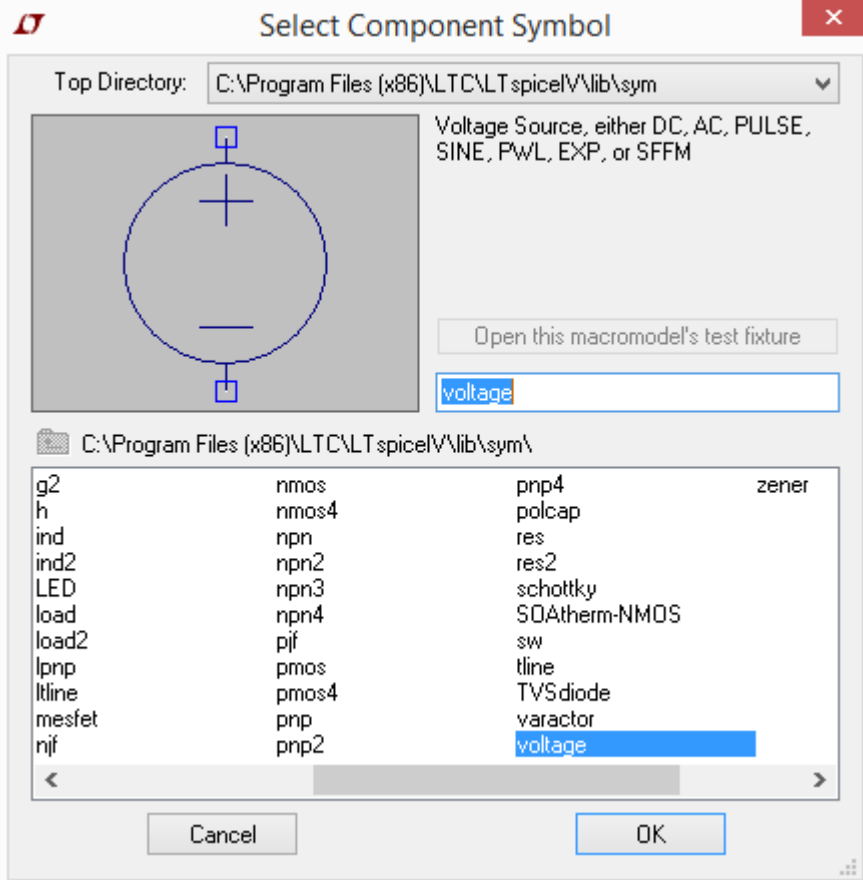 Select Component Symbol
Top Directory: C:\Program Files (x86)\LTC\LTspiceIV\lib\sym
Voltage Source, either DC, AC, PULSE,
SINE, PWL, EXP, or SFFM
Open this macromodel's test fixture
voltage
C:\Program Files (x86)\LTC\LTspiceIV\lib\sym\
g2 nmos pnp4 zener
h nmos4 polcap
ind npn res
ind2 npn2 res2
LED npn3 schottky
load npn4 SOAtherm-NMOS
load2 pjf sw
lpnp pmos tline
ltline pmos4 TVSdiode
mesfet pnp varactor
njf pnp2 voltage
Cancel OK